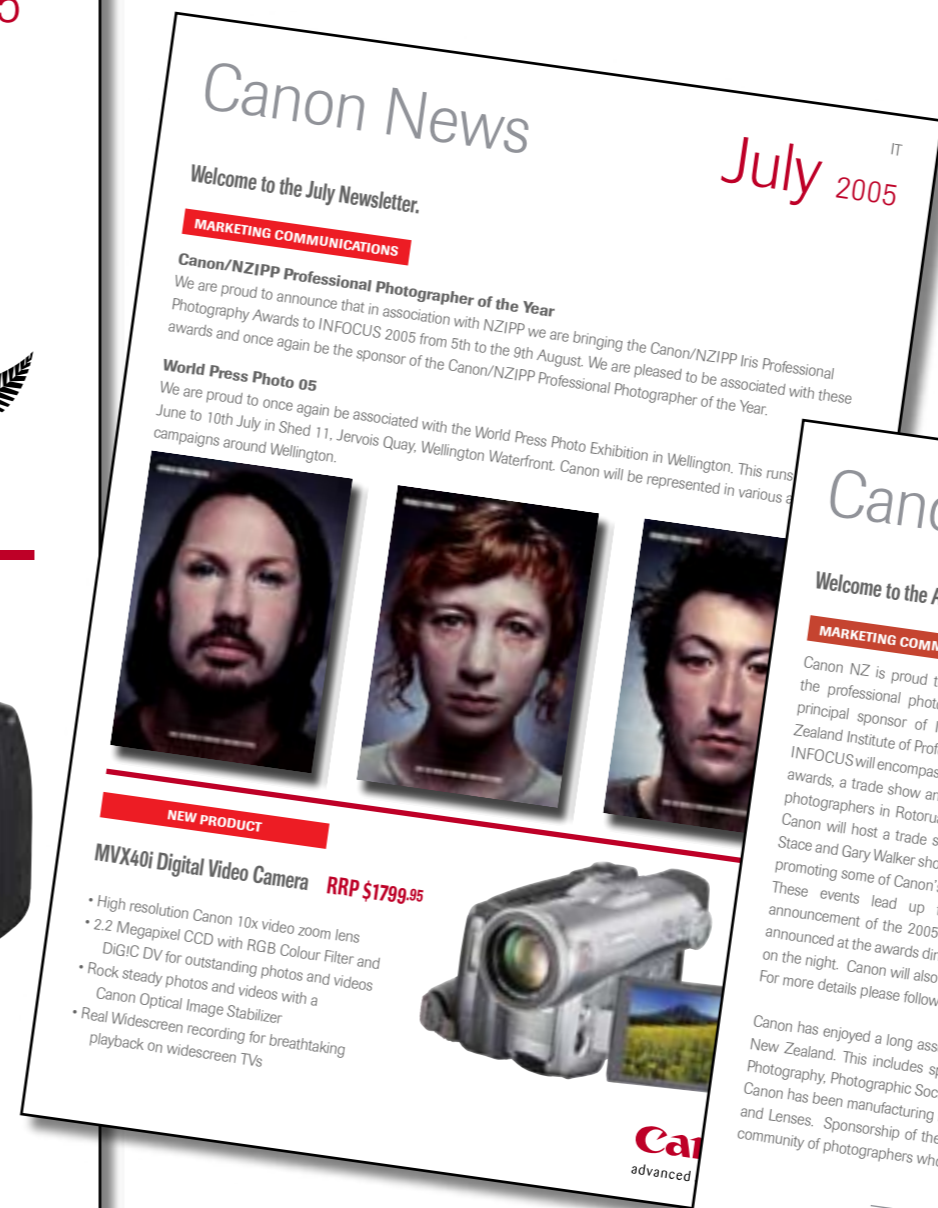 5
Canon News
IT
July 2005
Welcome to the July Newsletter.
MARKETING COMMUNICATIONS
Canon/NZIPP Professional Photographer of the Year
We are proud to announce that in association with NZIPP we are bringing the Canon/NZIPP Iris Professional
Photography Awards to INFOCUS 2005 from 5th to the 9th August. We are pleased to be associated with these
awards and once again be the sponsor of the Canon/NZIPP Professional Photographer of the Year.
World Press Photo 05
We are proud to once again be associated with the World Press Photo Exhibition in Wellington. This runs
June to 10th July in Shed 11, Jervois Quay, Wellington Waterfront. Canon will be represented in various a
campaigns around Wellington.
NEW PRODUCT
MVX40i Digital Video Camera RRP $1799.95
• High resolution Canon 10x video zoom lens
• 2.2 Megapixel CCD with RGB Colour Filter and
DiG!C DV for outstanding photos and videos
• Rock steady photos and videos with a
Canon Optical Image Stabilizer
• Real Widescreen recording for breathtaking
playback on widescreen TVs
Can
advanced
Cano
Welcome to the A
MARKETING COMM
Canon NZ is proud t
the professional phot
principal sponsor of
Zealand Institute of Prof
INFOCUS will encompas
awards, a trade show an
photographers in Rotorua
Canon will host a trade s
Stace and Gary Walker sho
promoting some of Canon's
These events lead up t
announcement of the 2005
announced at the awards din
on the night. Canon will also
For more details please follow
Canon has enjoyed a long ass
New Zealand. This includes sp
Photography, Photographic Soc
Canon has been manufacturing
and Lenses. Sponsorship of the
community of photographers who